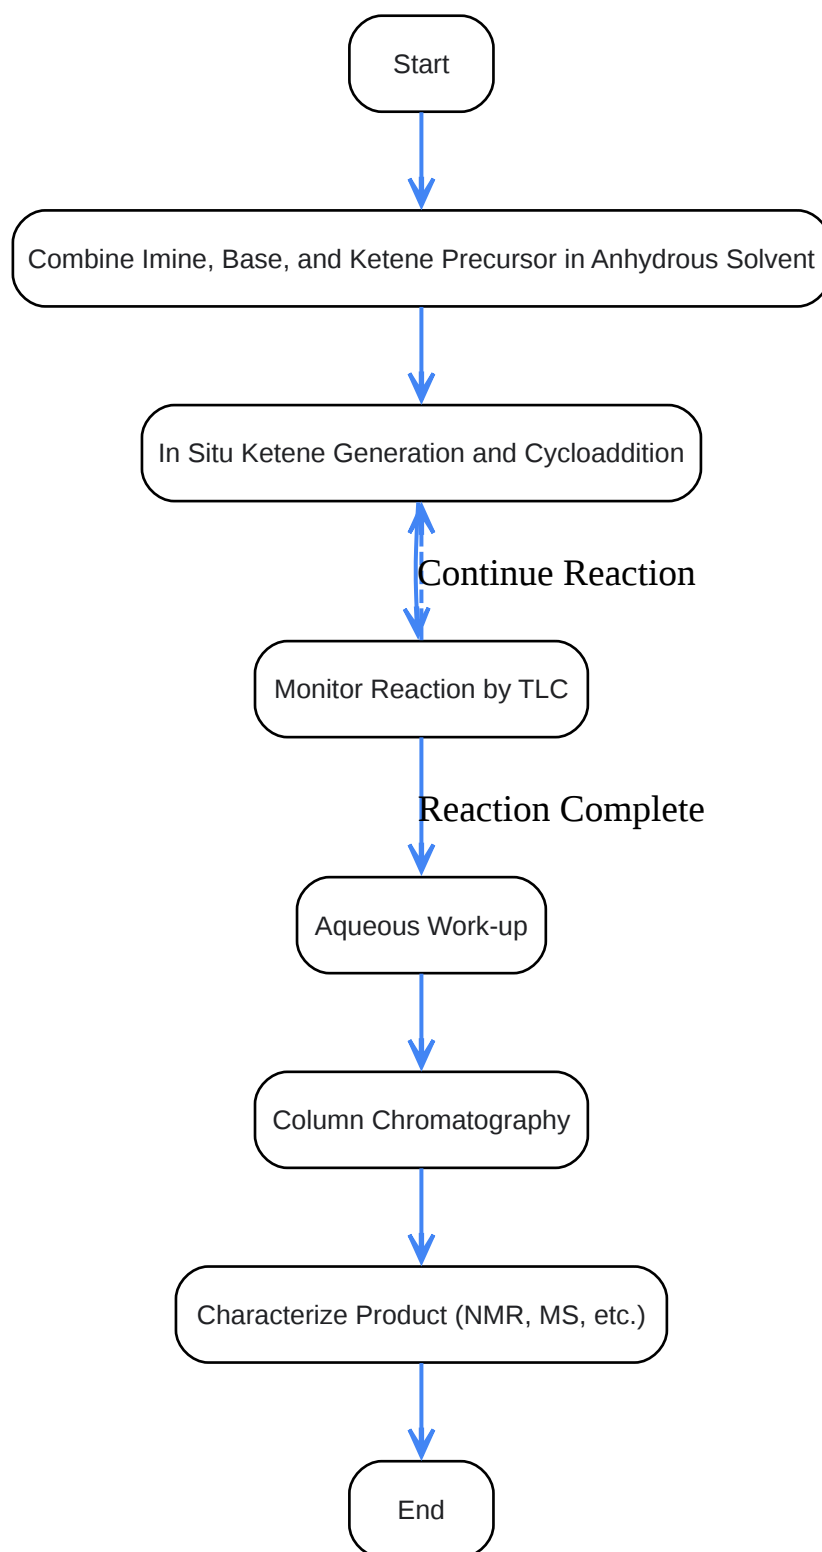 Start
Combine Imine, Base, and Ketene Precursor in Anhydrous Solvent
In Situ Ketene Generation and Cycloaddition
Continue Reaction
Monitor Reaction by TLC
Reaction Complete
Aqueous Work-up
Column Chromatography
Characterize Product (NMR, MS, etc.)
End